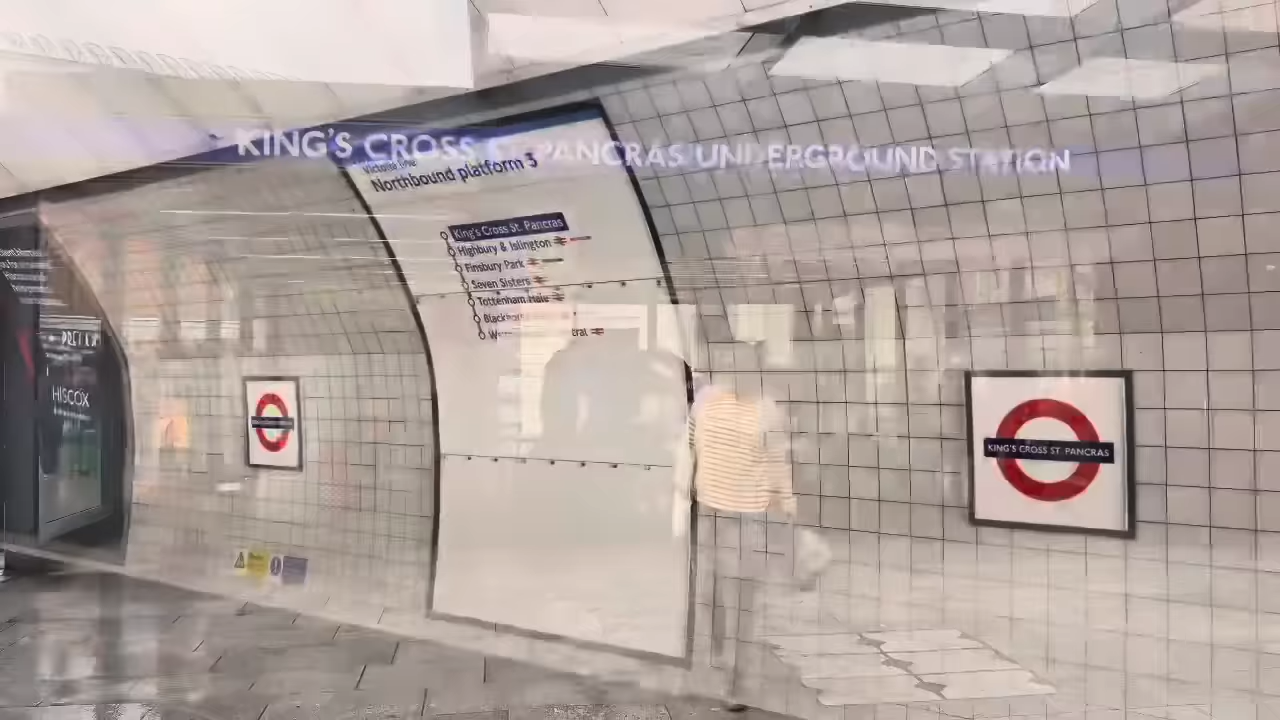 KING'S CROSS ST. PANCRAS UNDERGROUND STATION
Victoria line
Northbound platform 3
King's Cross St. Pancras
Highbury & Islington
Finsbury Park
Seven Sisters
Tottenham Hale
HISCOX
KING'S CROSS ST. PANCRAS